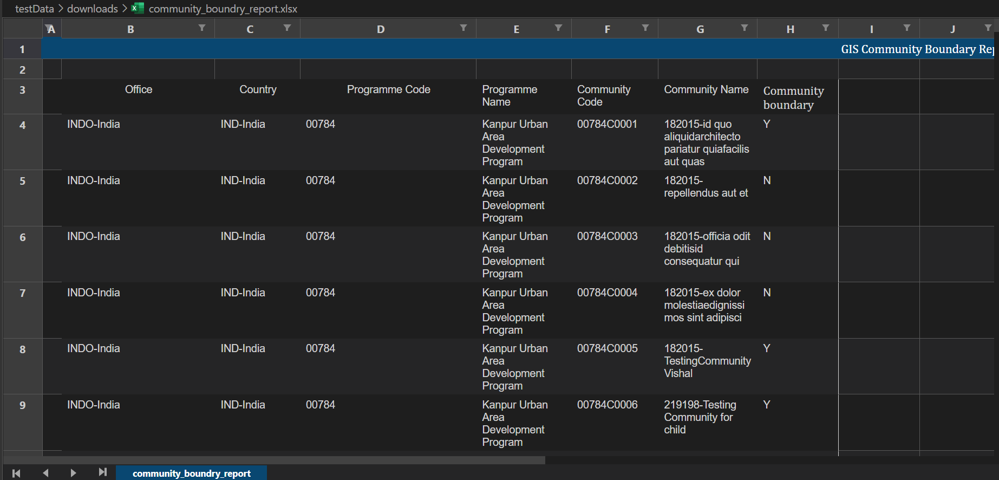 testData > downloads > community_boundry_report.xlsx
A B C D E F G H I J
1 GIS Community Boundary Rep
2
3 Office Country Programme Code Programme Name Community Code Community Name Community boundary
4 INDO-India IND-India 00784 Kanpur Urban Area Development Program 00784C0001 182015-id quo aliquidarchitecto pariatur quiafacilis aut quas Y
5 INDO-India IND-India 00784 Kanpur Urban Area Development Program 00784C0002 182015-repellendus aut et N
6 INDO-India IND-India 00784 Kanpur Urban Area Development Program 00784C0003 182015-officia odit debitisid consequatur qui N
7 INDO-India IND-India 00784 Kanpur Urban Area Development Program 00784C0004 182015-ex dolor molestiaedignissimos sint adipisci N
8 INDO-India IND-India 00784 Kanpur Urban Area Development Program 00784C0005 182015-TestingCommunity Vishal Y
9 INDO-India IND-India 00784 Kanpur Urban Area Development Program 00784C0006 219198-Testing Community for child Y
community_boundry_report